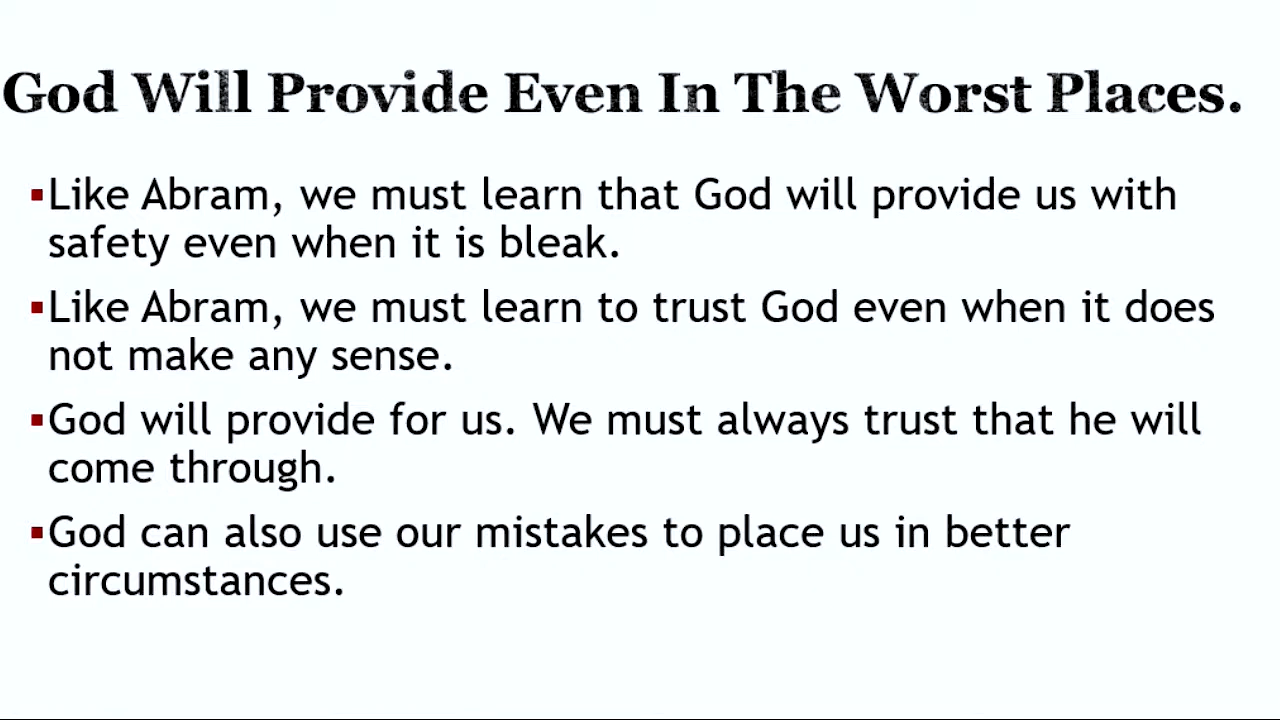 God Will Provide Even In The Worst Places.
▪Like Abram, we must learn that God will provide us with
safety even when it is bleak.
▪Like Abram, we must learn to trust God even when it does
not make any sense.
▪God will provide for us. We must always trust that he will
come through.
▪God can also use our mistakes to place us in better
circumstances.